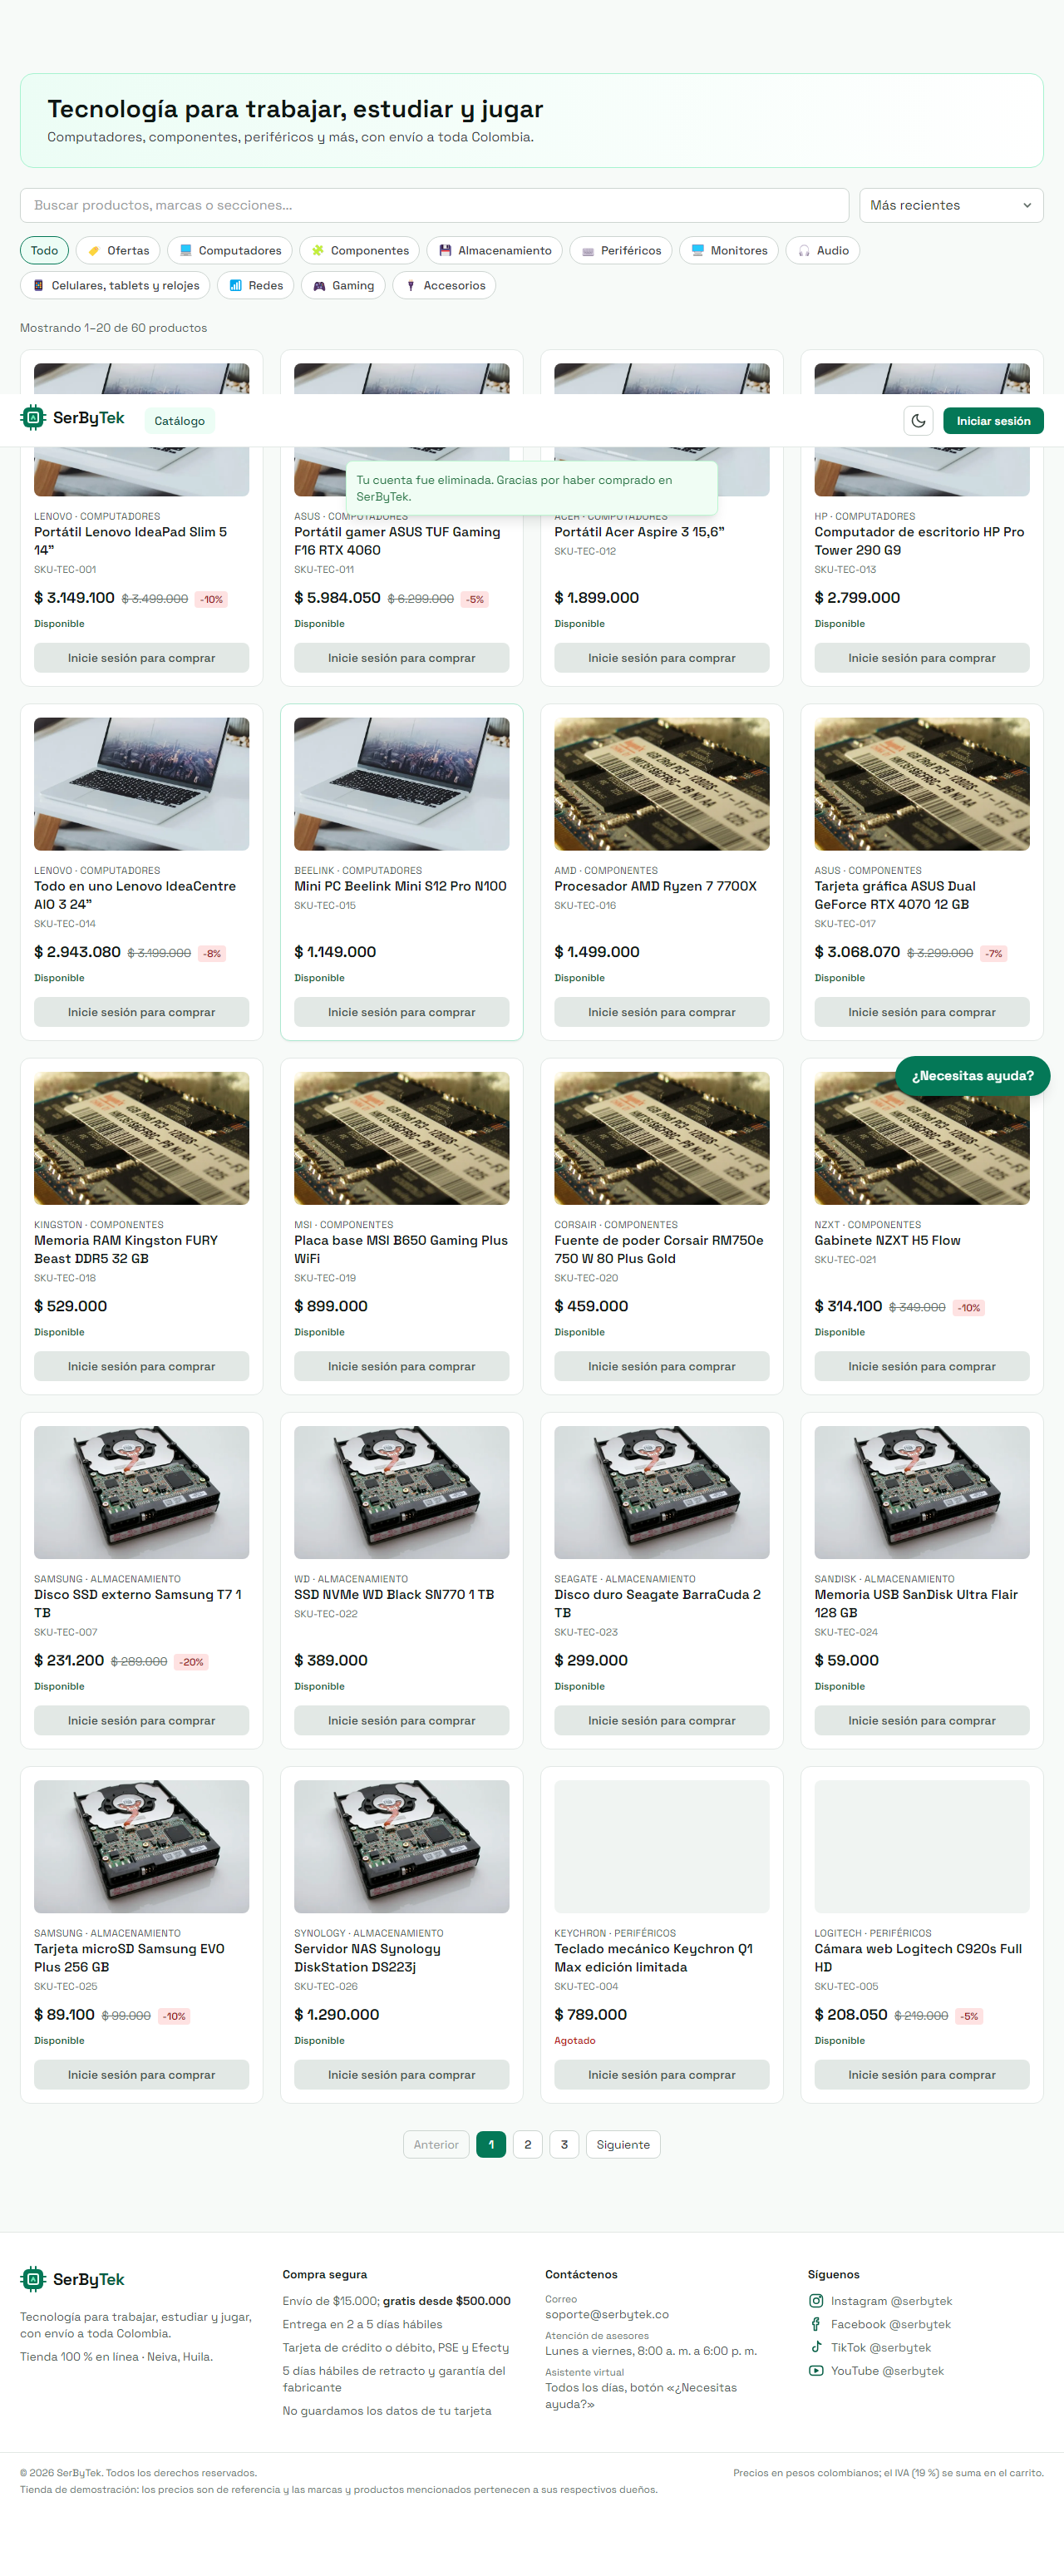 Tecnología para trabajar, estudiar y jugar
Computadores, componentes, periféricos y más, con envío a toda Colombia.
Buscar productos, marcas o secciones...
Más recientes
Todo
Ofertas
Computadores
Componentes
Almacenamiento
Periféricos
Monitores
Audio
Celulares, tablets y relojes
Redes
Gaming
Accesorios
Mostrando 1–20 de 60 productos
SerByTek
Catálogo
Iniciar sesión
Tu cuenta fue eliminada. Gracias por haber comprado en
SerByTek.
LENOVO · COMPUTADORES
Portátil Lenovo IdeaPad Slim 5
14"
SKU-TEC-001
$ 3.149.100 $ 3.499.000 -10%
Disponible
Inicie sesión para comprar
ASUS · COMPUTADORES
Portátil gamer ASUS TUF Gaming
F16 RTX 4060
SKU-TEC-011
$ 5.984.050 $ 6.299.000 -5%
Disponible
Inicie sesión para comprar
ACER · COMPUTADORES
Portátil Acer Aspire 3 15,6"
SKU-TEC-012
$ 1.899.000
Disponible
Inicie sesión para comprar
HP · COMPUTADORES
Computador de escritorio HP Pro
Tower 290 G9
SKU-TEC-013
$ 2.799.000
Disponible
Inicie sesión para comprar
LENOVO · COMPUTADORES
Todo en uno Lenovo IdeaCentre
AIO 3 24"
SKU-TEC-014
$ 2.943.080 $ 3.199.000 -8%
Disponible
Inicie sesión para comprar
BEELINK · COMPUTADORES
Mini PC Beelink Mini S12 Pro N100
SKU-TEC-015
$ 1.149.000
Disponible
Inicie sesión para comprar
AMD · COMPONENTES
Procesador AMD Ryzen 7 7700X
SKU-TEC-016
$ 1.499.000
Disponible
Inicie sesión para comprar
ASUS · COMPONENTES
Tarjeta gráfica ASUS Dual
GeForce RTX 4070 12 GB
SKU-TEC-017
$ 3.068.070 $ 3.299.000 -7%
Disponible
Inicie sesión para comprar
¿Necesitas ayuda?
KINGSTON · COMPONENTES
Memoria RAM Kingston FURY
Beast DDR5 32 GB
SKU-TEC-018
$ 529.000
Disponible
Inicie sesión para comprar
MSI · COMPONENTES
Placa base MSI B650 Gaming Plus
WiFi
SKU-TEC-019
$ 899.000
Disponible
Inicie sesión para comprar
CORSAIR · COMPONENTES
Fuente de poder Corsair RM750e
750 W 80 Plus Gold
SKU-TEC-020
$ 459.000
Disponible
Inicie sesión para comprar
NZXT · COMPONENTES
Gabinete NZXT H5 Flow
SKU-TEC-021
$ 314.100 $ 349.000 -10%
Disponible
Inicie sesión para comprar
SAMSUNG · ALMACENAMIENTO
Disco SSD externo Samsung T7 1
TB
SKU-TEC-007
$ 231.200 $ 289.000 -20%
Disponible
Inicie sesión para comprar
WD · ALMACENAMIENTO
SSD NVMe WD Black SN770 1 TB
SKU-TEC-022
$ 389.000
Disponible
Inicie sesión para comprar
SEAGATE · ALMACENAMIENTO
Disco duro Seagate BarraCuda 2
TB
SKU-TEC-023
$ 299.000
Disponible
Inicie sesión para comprar
SANDISK · ALMACENAMIENTO
Memoria USB SanDisk Ultra Flair
128 GB
SKU-TEC-024
$ 59.000
Disponible
Inicie sesión para comprar
SAMSUNG · ALMACENAMIENTO
Tarjeta microSD Samsung EVO
Plus 256 GB
SKU-TEC-025
$ 89.100 $ 99.000 -10%
Disponible
Inicie sesión para comprar
SYNOLOGY · ALMACENAMIENTO
Servidor NAS Synology
DiskStation DS223j
SKU-TEC-026
$ 1.290.000
Disponible
Inicie sesión para comprar
KEYCHRON · PERIFÉRICOS
Teclado mecánico Keychron Q1
Max edición limitada
SKU-TEC-004
$ 789.000
Agotado
Inicie sesión para comprar
LOGITECH · PERIFÉRICOS
Cámara web Logitech C920s Full
HD
SKU-TEC-005
$ 208.050 $ 219.000 -5%
Disponible
Inicie sesión para comprar
Anterior 1 2 3 Siguiente
SerByTek
Tecnología para trabajar, estudiar y jugar,
con envío a toda Colombia.
Tienda 100 % en línea · Neiva, Huila.
Compra segura
Envío de $15.000; gratis desde $500.000
Entrega en 2 a 5 días hábiles
Tarjeta de crédito o débito, PSE y Efecty
5 días hábiles de retracto y garantía del
fabricante
No guardamos los datos de tu tarjeta
Contáctenos
Correo
soporte@serbytek.co
Atención de asesores
Lunes a viernes, 8:00 a. m. a 6:00 p. m.
Asistente virtual
Todos los días, botón «¿Necesitas
ayuda?»
Síguenos
Instagram @serbytek
Facebook @serbytek
TikTok @serbytek
YouTube @serbytek
© 2026 SerByTek. Todos los derechos reservados.
Precios en pesos colombianos; el IVA (19 %) se suma en el carrito.
Tienda de demostración: los precios son de referencia y las marcas y productos mencionados pertenecen a sus respectivos dueños.